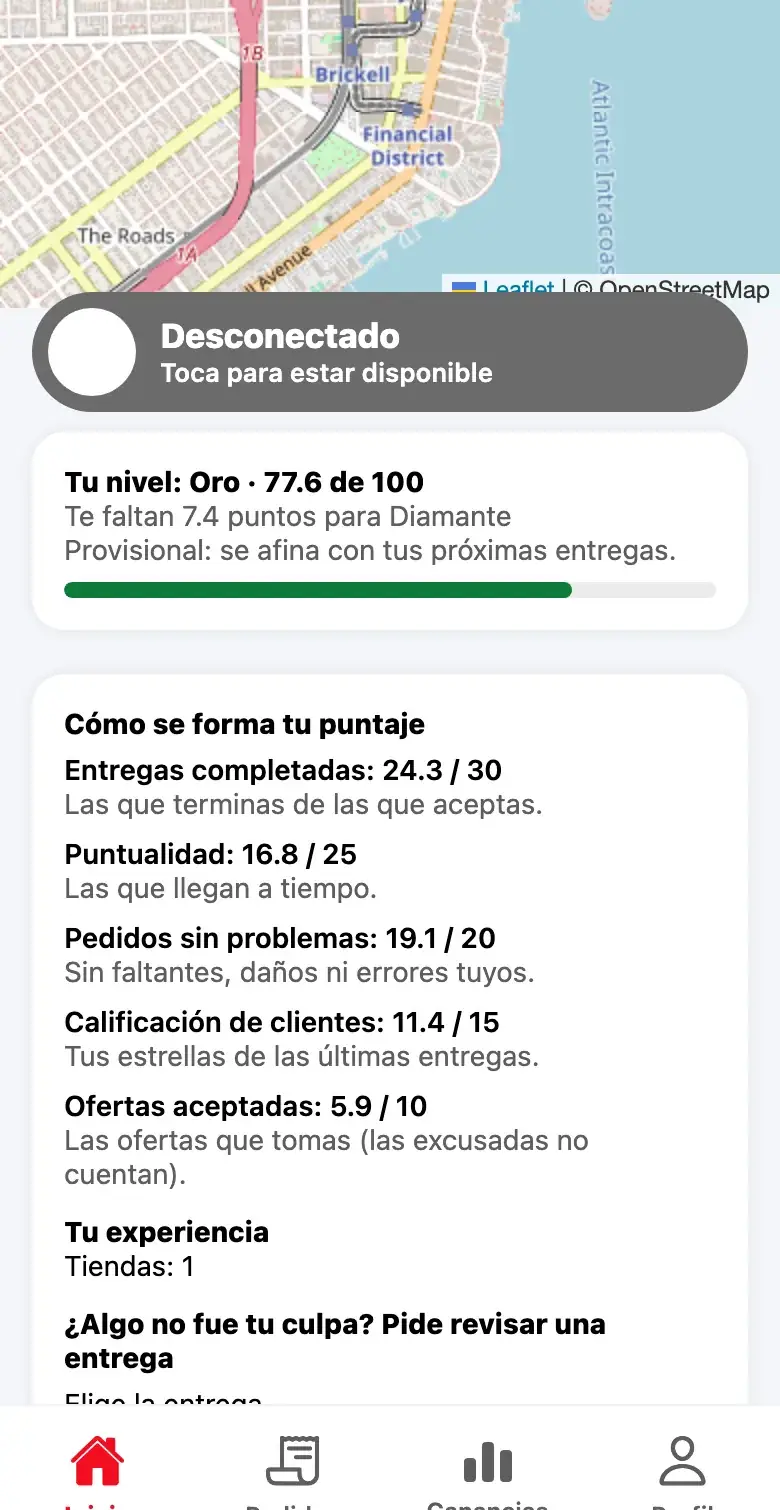 1B
Brickell
Financial
District
Atlantic Intracoas
The Roads
1A
Avenue
Leaflet | © OpenStreetMap
Desconectado
Toca para estar disponible
Tu nivel: Oro · 77.6 de 100
Te faltan 7.4 puntos para Diamante
Provisional: se afina con tus próximas entregas.
Cómo se forma tu puntaje
Entregas completadas: 24.3 / 30
Las que terminas de las que aceptas.
Puntualidad: 16.8 / 25
Las que llegan a tiempo.
Pedidos sin problemas: 19.1 / 20
Sin faltantes, daños ni errores tuyos.
Calificación de clientes: 11.4 / 15
Tus estrellas de las últimas entregas.
Ofertas aceptadas: 5.9 / 10
Las ofertas que tomas (las excusadas no
cuentan).
Tu experiencia
Tiendas: 1
¿Algo no fue tu culpa? Pide revisar una
entrega
Elige la entrega
Ganancias